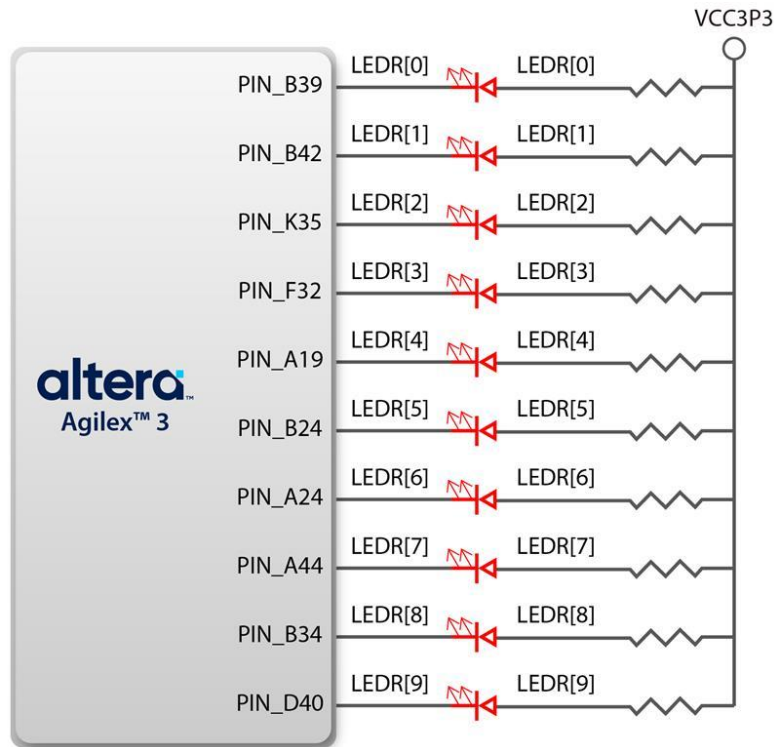 VCC3P3
PIN_B39 LEDR[0] LEDR[0]
PIN_B42 LEDR[1] LEDR[1]
PIN_K35 LEDR[2] LEDR[2]
PIN_F32 LEDR[3] LEDR[3]
PIN_A19 LEDR[4] LEDR[4]
altera™
Agilex™ 3
PIN_B24 LEDR[5] LEDR[5]
PIN_A24 LEDR[6] LEDR[6]
PIN_A44 LEDR[7] LEDR[7]
PIN_B34 LEDR[8] LEDR[8]
PIN_D40 LEDR[9] LEDR[9]